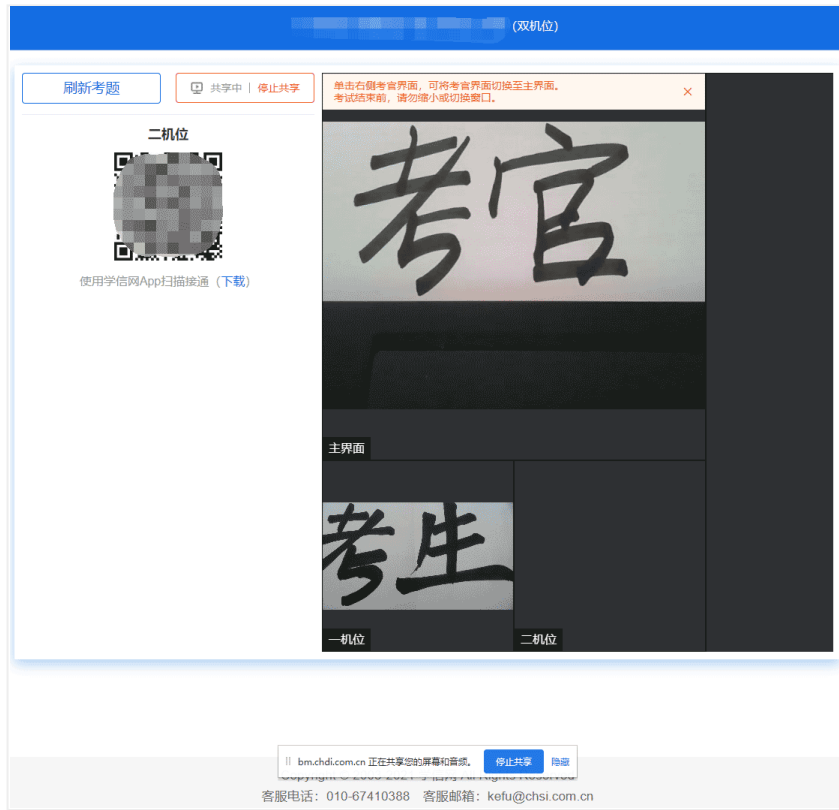 (双机位)
刷新考题
共享中 | 停止共享
二机位
使用学信网App扫描接通（下载）
单击右侧考官界面，可将考官界面切换至主界面。
考试结束前，请勿缩小或切换窗口。
考官
主界面
考生
一机位
二机位
bm.chdi.com.cn 正在共享您的屏幕和音频。
停止共享
隐藏
客服电话：010-67410388 客服邮箱：kefu@chsi.com.cn